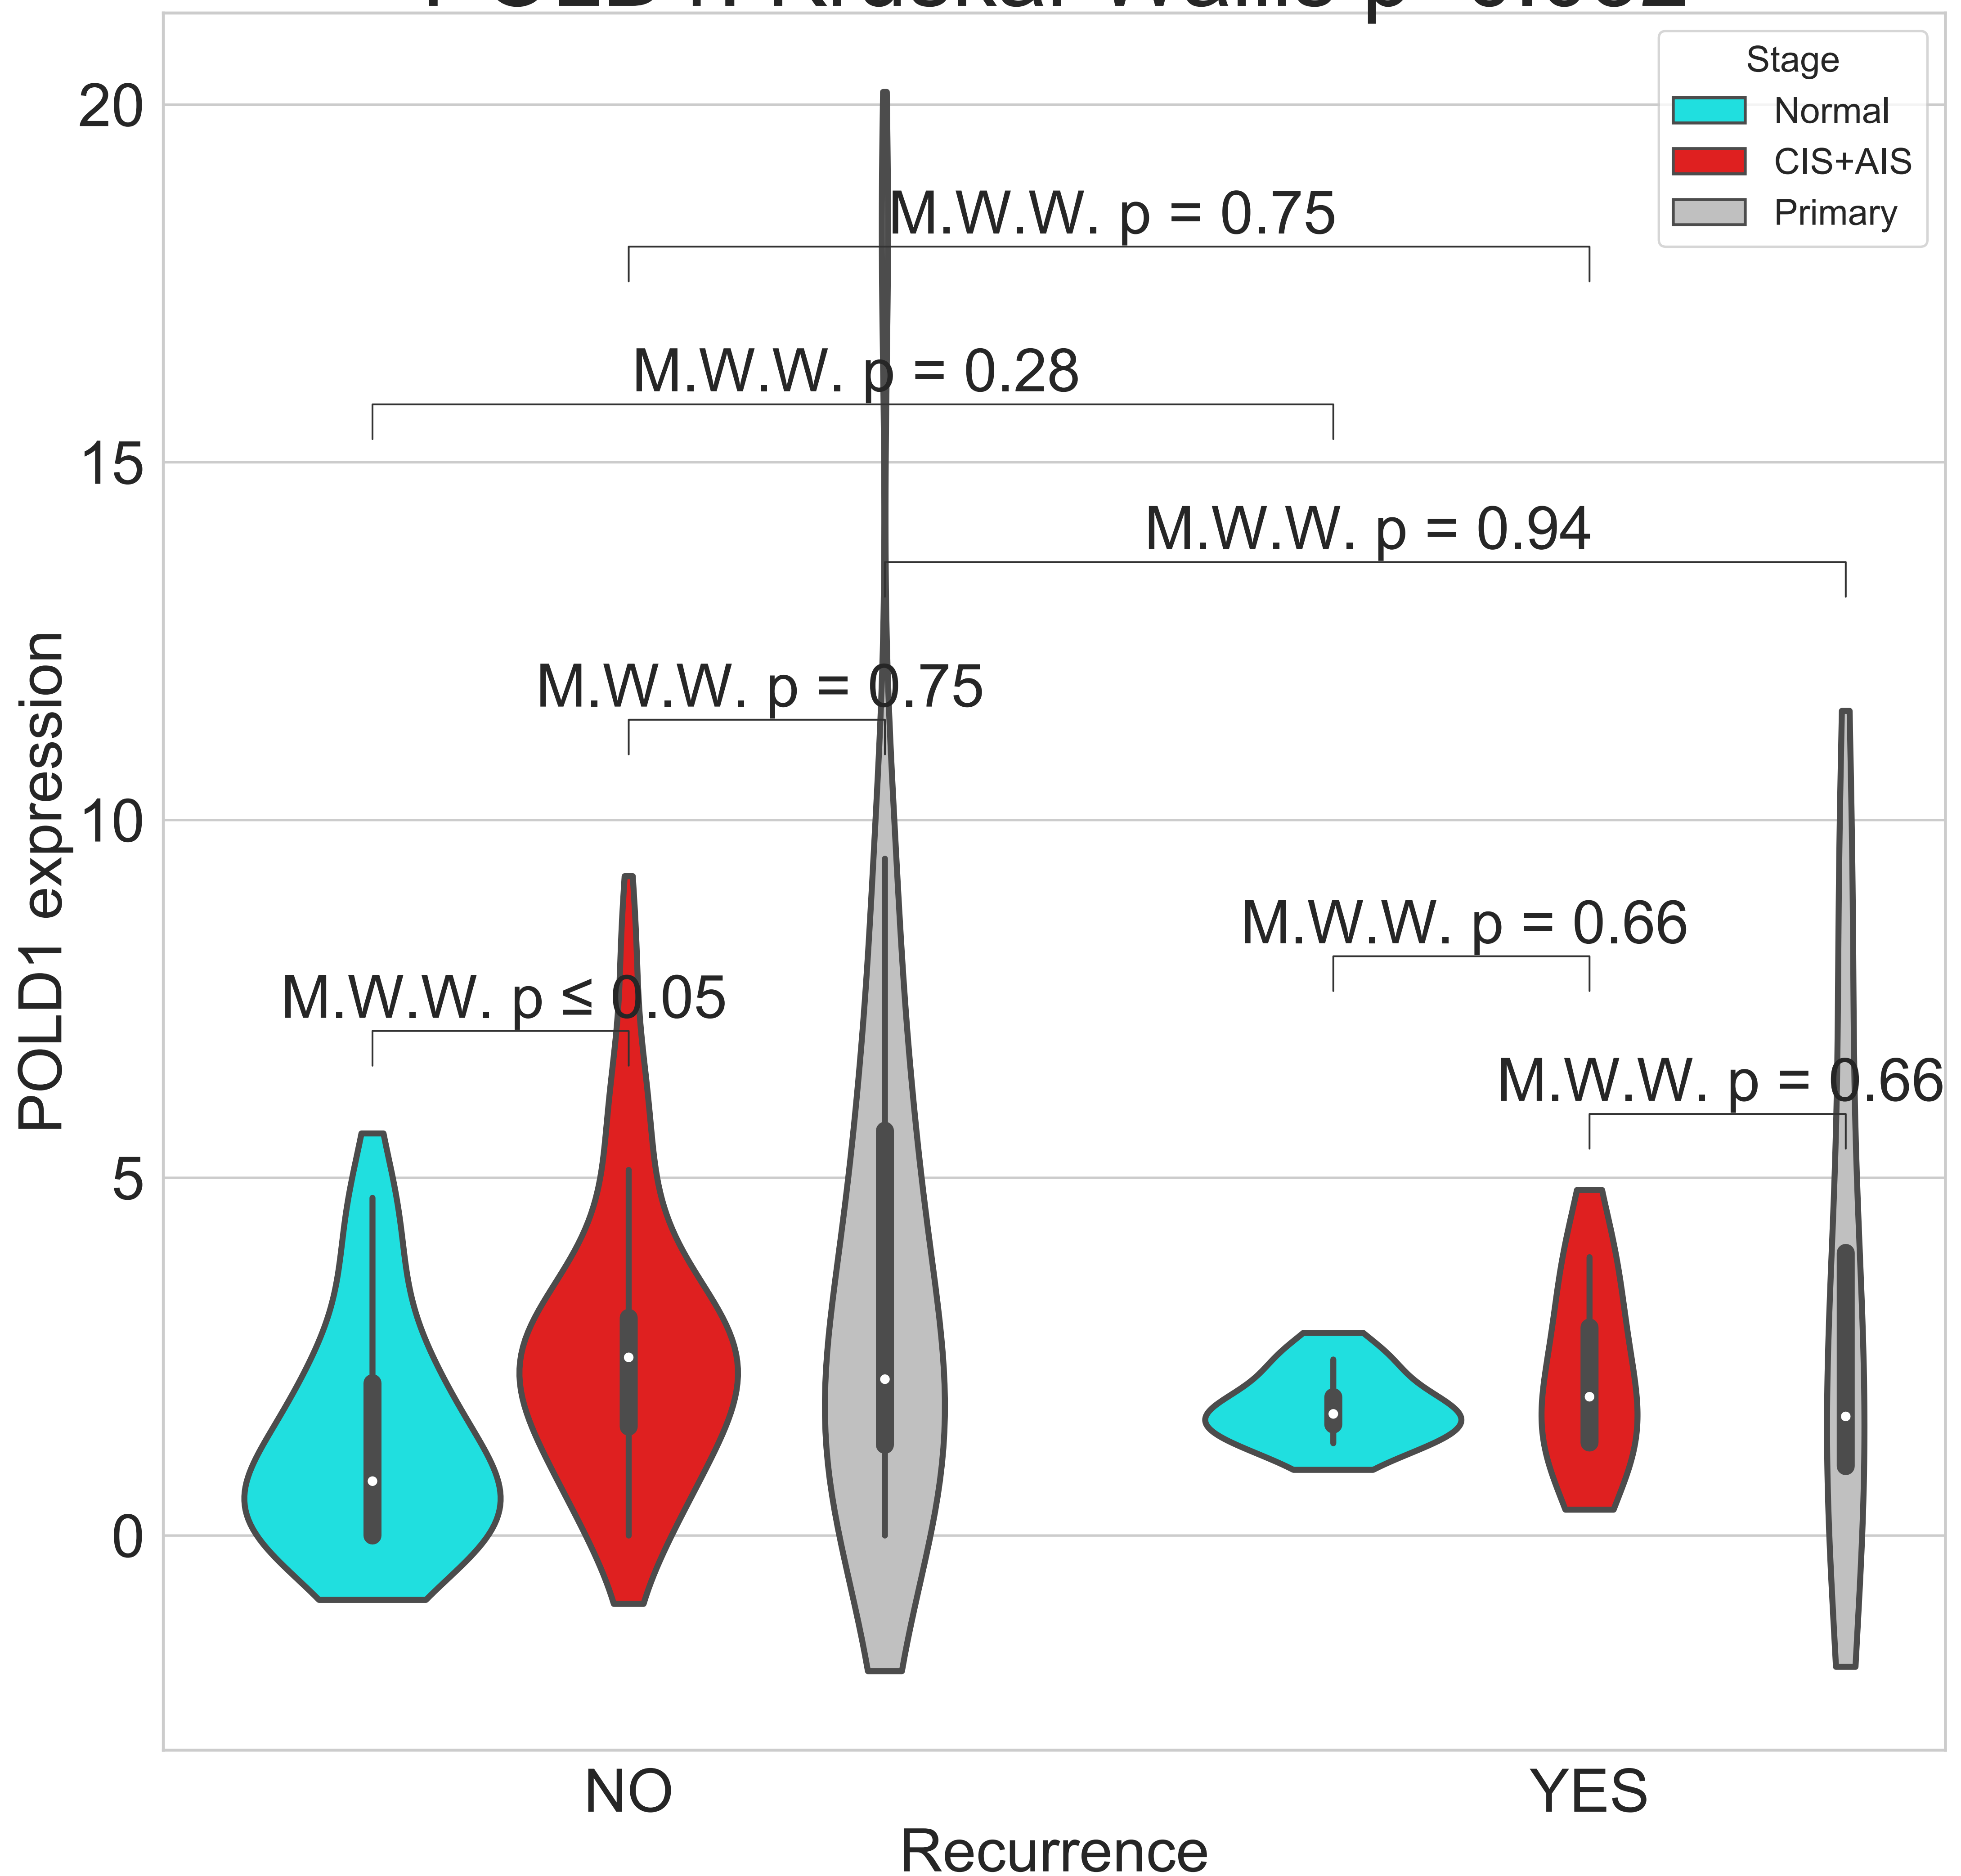 Stage
Normal
CIS+AIS
Primary
20
15
10
5
0
POLD1 expression
M.W.W. p = 0.75
M.W.W. p = 0.28
M.W.W. p = 0.94
M.W.W. p = 0.75
M.W.W. p = 0.66
M.W.W. p ≤ 0.05
M.W.W. p = 0.66
NO
YES
Recurrence